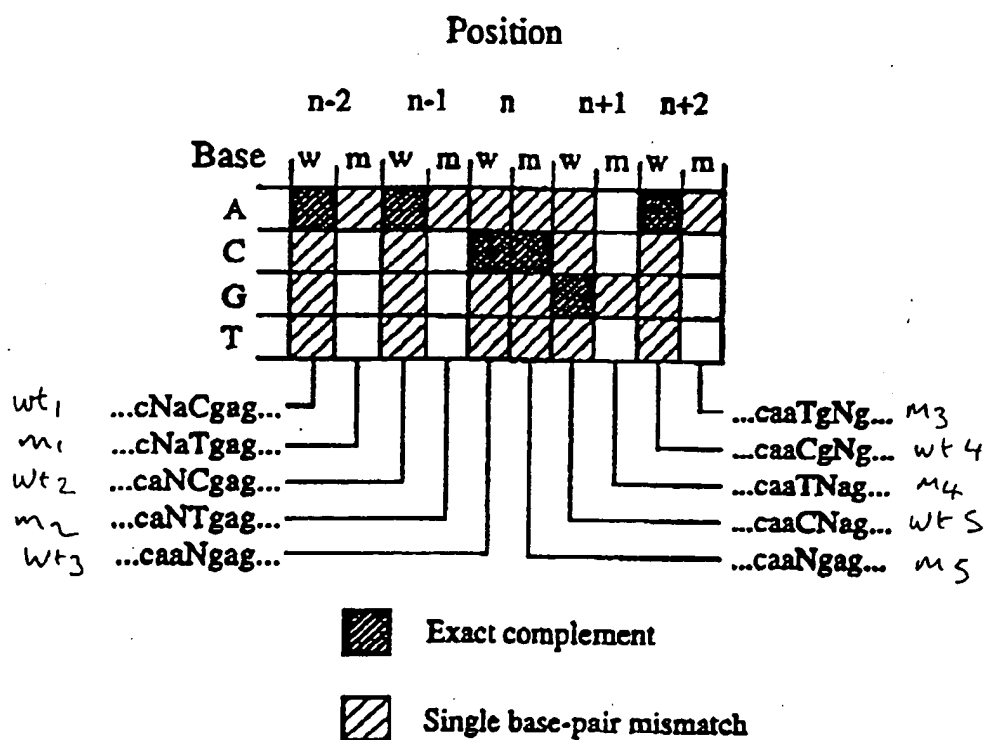 Position
n-2 n-1 n n+1 n+2
Base w m w m w m w m w m
A
C
G
T
wt1 ...cNaCgag...
m1 ...cNaTgag...
wt2 ...caNCgag...
m2 ...caNTgag...
wt3 ...caaNgag...
...caaTgNg... m3
...caaCgNg... wt4
...caaTNag... m4
...caaCNag... wt5
...caaNgag... m5
Exact complement
Single base-pair mismatch